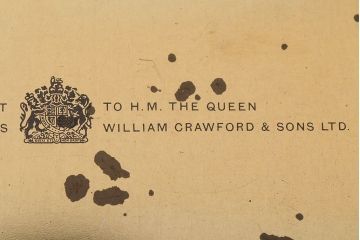 T TO H.M. THE QUEEN
S WILLIAM CRAWFORD & SONS LTD.